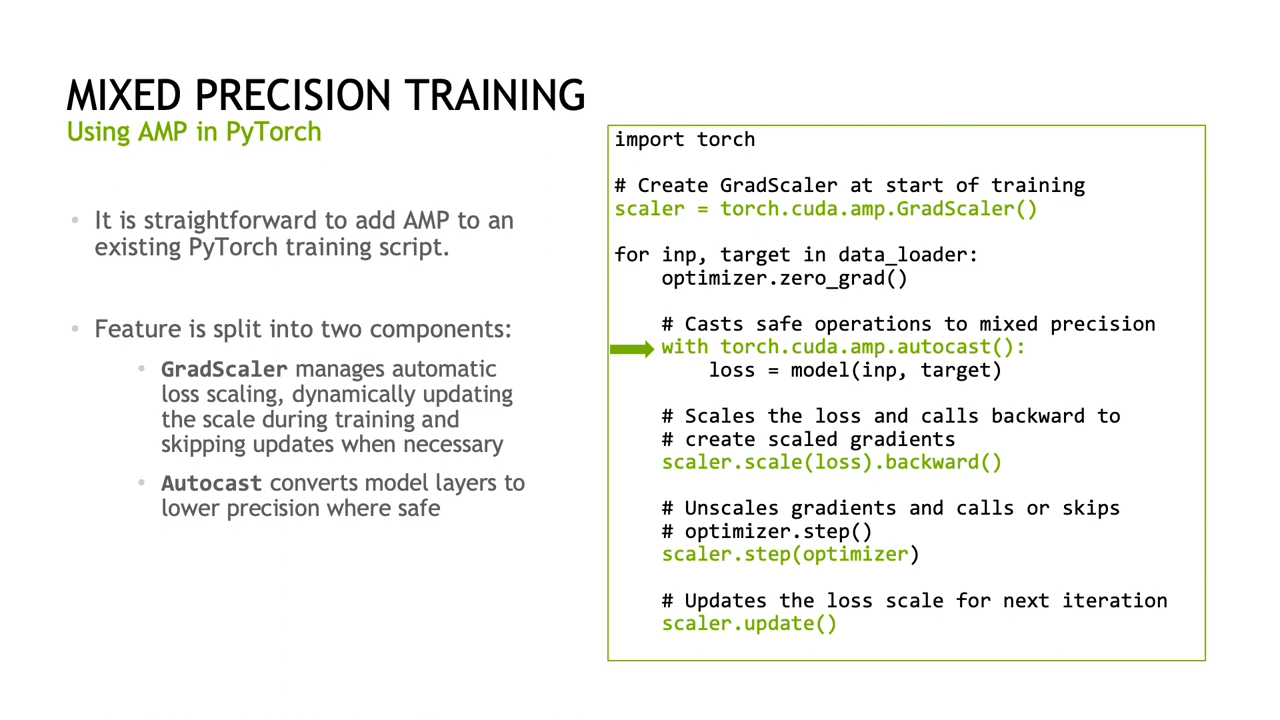 MIXED PRECISION TRAINING
Using AMP in PyTorch
• It is straightforward to add AMP to an
existing PyTorch training script.
• Feature is split into two components:
• GradScaler manages automatic
loss scaling, dynamically updating
the scale during training and
skipping updates when necessary
• Autocast converts model layers to
lower precision where safe
import torch
# Create GradScaler at start of training
scaler = torch.cuda.amp.GradScaler()
for inp, target in data_loader:
    optimizer.zero_grad()
    # Casts safe operations to mixed precision
    with torch.cuda.amp.autocast():
        loss = model(inp, target)
    # Scales the loss and calls backward to
    # create scaled gradients
    scaler.scale(loss).backward()
    # Unscales gradients and calls or skips
    # optimizer.step()
    scaler.step(optimizer)
    # Updates the loss scale for next iteration
    scaler.update()